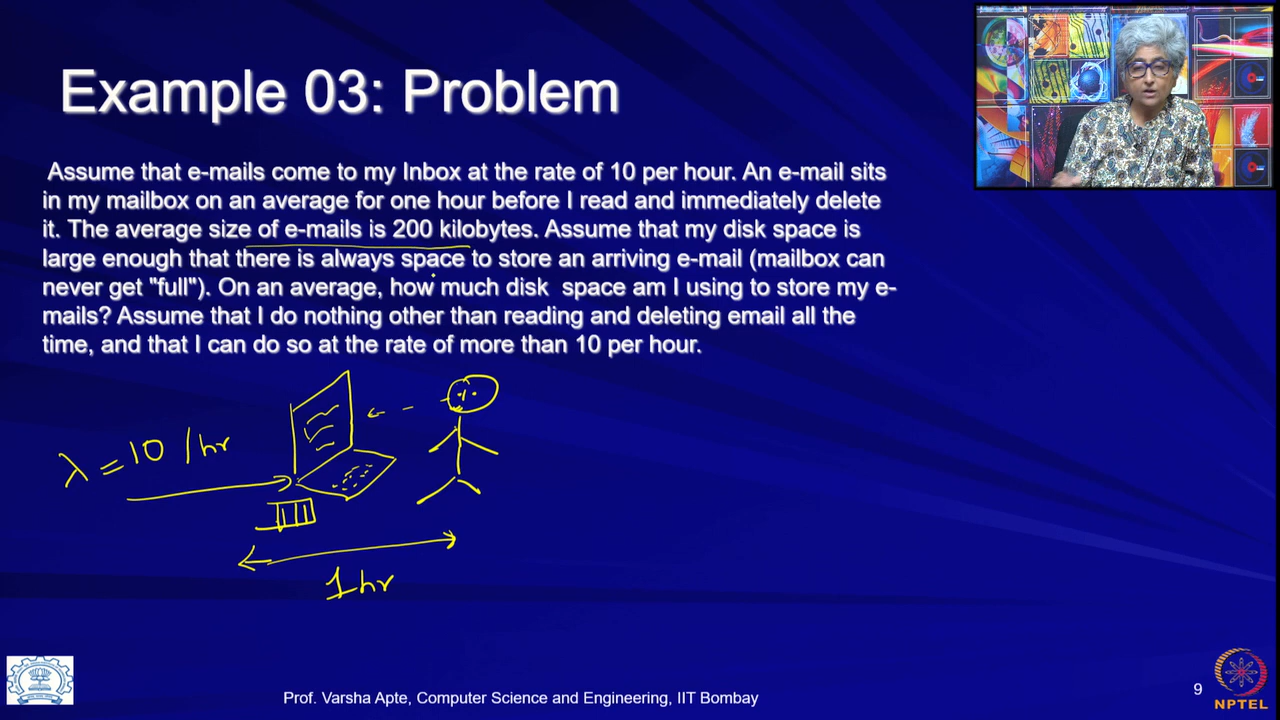 Example 03: Problem
Assume that e-mails come to my Inbox at the rate of 10 per hour. An e-mail sits
in my mailbox on an average for one hour before I read and immediately delete
it. The average size of e-mails is 200 kilobytes. Assume that my disk space is
large enough that there is always space to store an arriving e-mail (mailbox can
never get "full"). On an average, how much disk space am I using to store my e-
mails? Assume that I do nothing other than reading and deleting email all the
time, and that I can do so at the rate of more than 10 per hour.
λ = 10 /hr
1 hr
Prof. Varsha Apte, Computer Science and Engineering, IIT Bombay
9
NPTEL